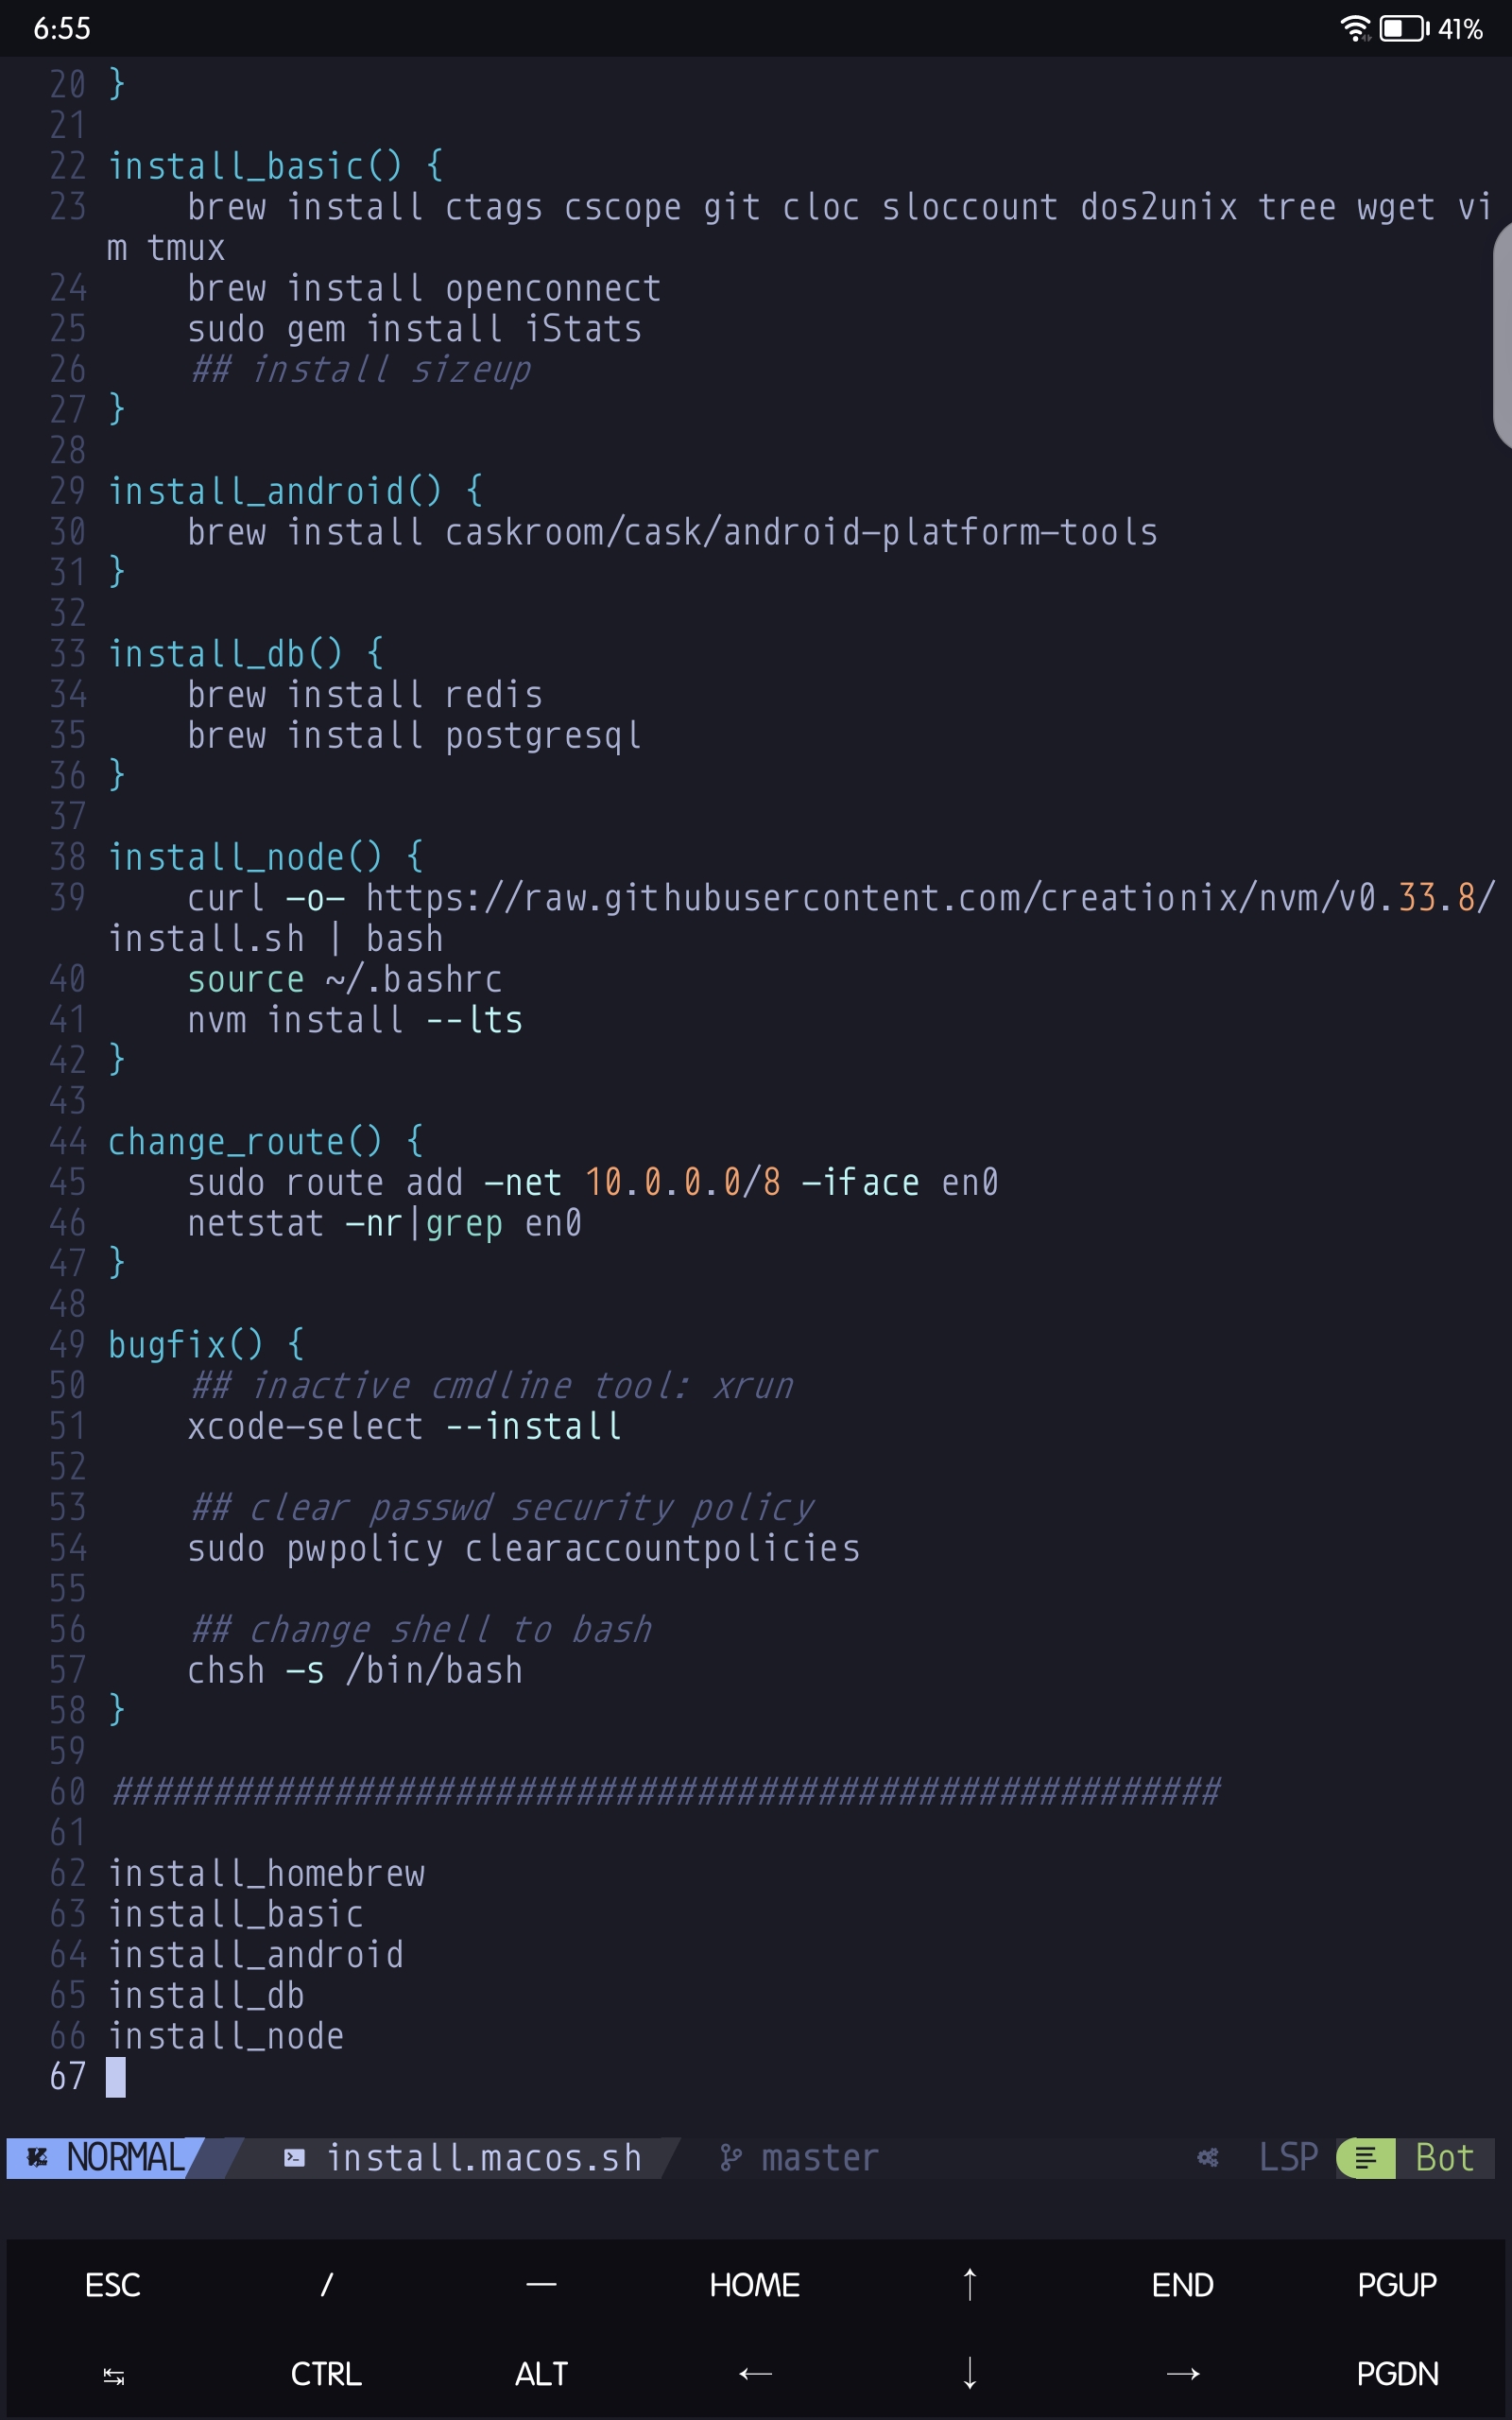 6:55 41%
20 }
21
22 install_basic() {
23     brew install ctags cscope git cloc sloccount dos2unix tree wget vi
m tmux
24     brew install openconnect
25     sudo gem install iStats
26     ## install sizeup
27 }
28
29 install_android() {
30     brew install caskroom/cask/android-platform-tools
31 }
32
33 install_db() {
34     brew install redis
35     brew install postgresql
36 }
37
38 install_node() {
39     curl -o- https://raw.githubusercontent.com/creationix/nvm/v0.33.8/
install.sh | bash
40     source ~/.bashrc
41     nvm install --lts
42 }
43
44 change_route() {
45     sudo route add -net 10.0.0.0/8 -iface en0
46     netstat -nr|grep en0
47 }
48
49 bugfix() {
50     ## inactive cmdline tool: xrun
51     xcode-select --install
52
53     ## clear passwd security policy
54     sudo pwpolicy clearaccountpolicies
55
56     ## change shell to bash
57     chsh -s /bin/bash
58 }
59
60 #######################################################
61
62 install_homebrew
63 install_basic
64 install_android
65 install_db
66 install_node
67
NORMAL install.macos.sh master LSP Bot
ESC / — HOME ↑ END PGUP
↹ CTRL ALT ← ↓ → PGDN